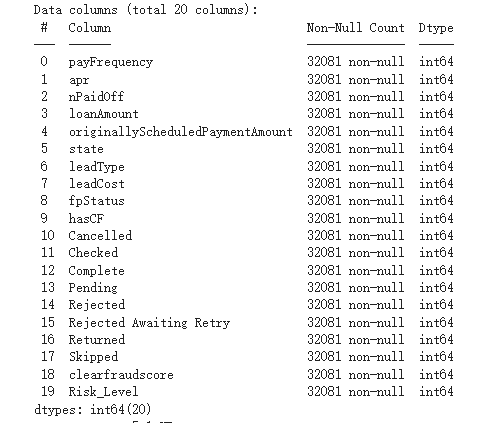 Data columns (total 20 columns):
# Column Non-Null Count Dtype
--- ------ -------------- -----
0 payFrequency 32081 non-null int64
1 apr 32081 non-null int64
2 nPaidOff 32081 non-null int64
3 loanAmount 32081 non-null int64
4 originallyScheduledPaymentAmount 32081 non-null int64
5 state 32081 non-null int64
6 leadType 32081 non-null int64
7 leadCost 32081 non-null int64
8 fpStatus 32081 non-null int64
9 hasCF 32081 non-null int64
10 Cancelled 32081 non-null int64
11 Checked 32081 non-null int64
12 Complete 32081 non-null int64
13 Pending 32081 non-null int64
14 Rejected 32081 non-null int64
15 Rejected Awaiting Retry 32081 non-null int64
16 Returned 32081 non-null int64
17 Skipped 32081 non-null int64
18 clearfraudscore 32081 non-null int64
19 Risk_Level 32081 non-null int64
dtypes: int64(20)